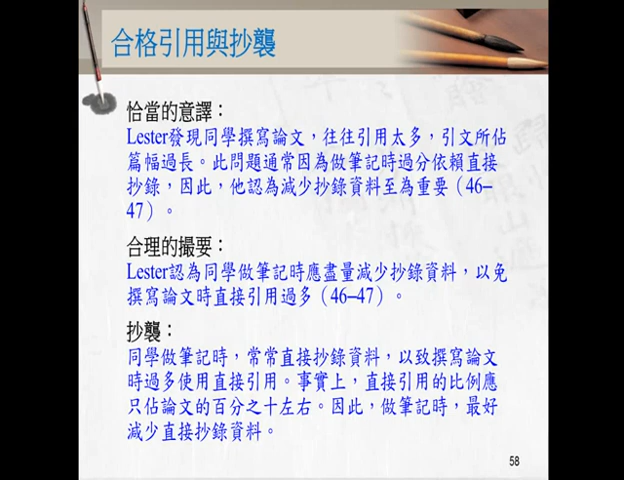 合格引用與抄襲
恰當的意譯：
Lester發現同學撰寫論文，往往引用太多，引文所佔
篇幅過長。此問題通常因為做筆記時過分依賴直接
抄錄，因此，他認為減少抄錄資料至為重要（46–
47）。
合理的撮要：
Lester認為同學做筆記時應盡量減少抄錄資料，以免
撰寫論文時直接引用過多（46–47）。
抄襲：
同學做筆記時，常常直接抄錄資料，以致撰寫論文
時過多使用直接引用。事實上，直接引用的比例應
只佔論文的百分之十左右。因此，做筆記時，最好
減少直接抄錄資料。
58